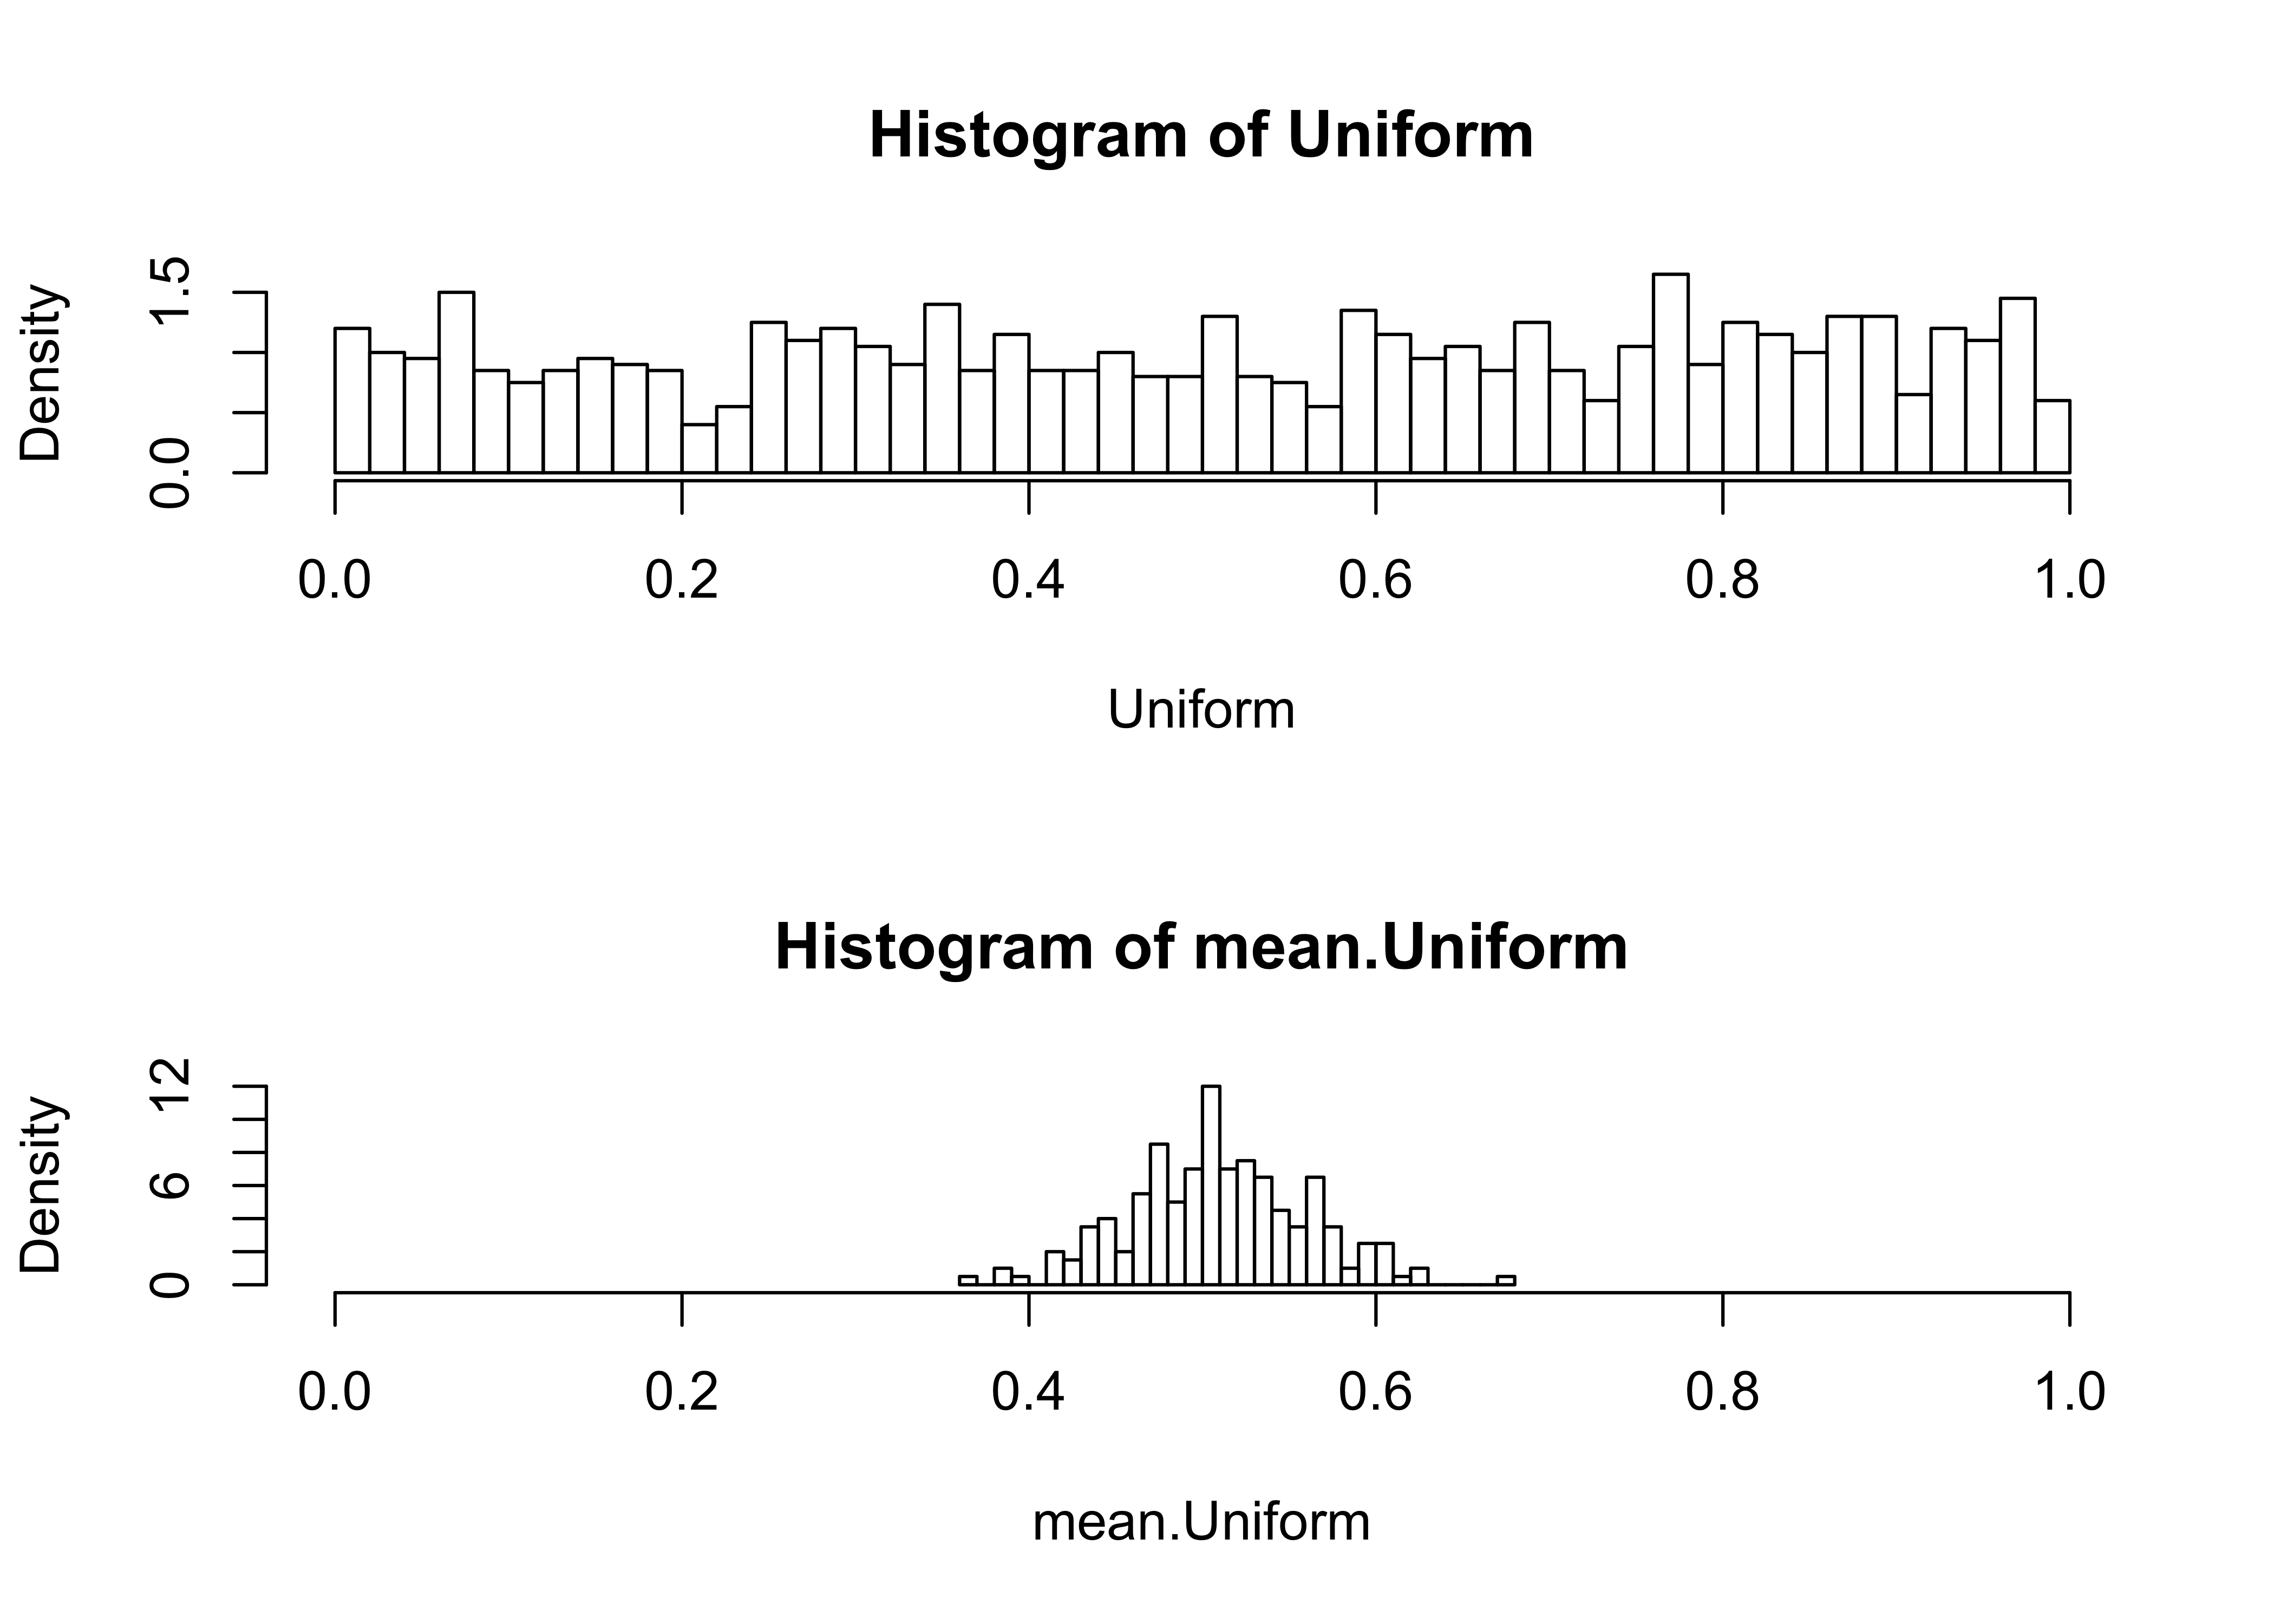 Histogram of Uniform
Density
1.5
0.0
0.0 0.2 0.4 0.6 0.8 1.0
Uniform
Histogram of mean.Uniform
Density
12
6
0
0.0 0.2 0.4 0.6 0.8 1.0
mean.Uniform